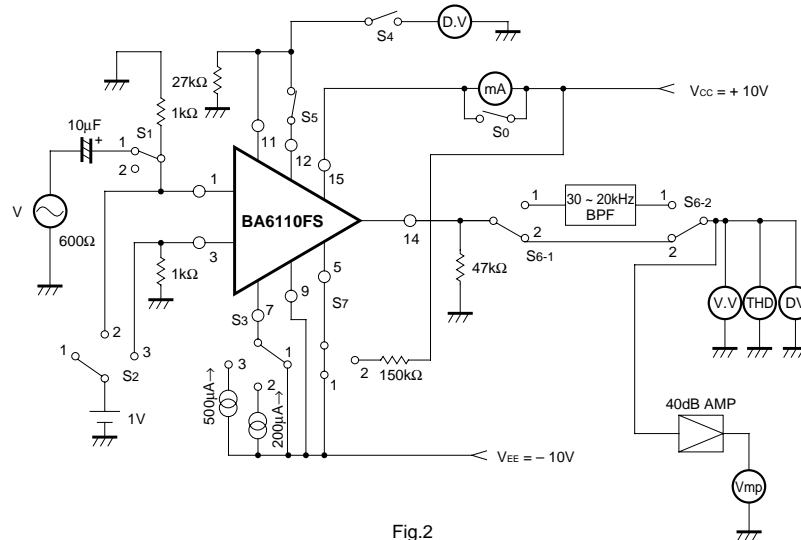 S4
D.V
27kΩ
1kΩ
10μF
+
S1
1
2
S5
mA
S0
VCC = + 10V
11
12
15
V
600Ω
1
3
BA6110FS
14
1kΩ
47kΩ
1
30 ~ 20kHz
BPF
1
S6-2
2
S6-1
2
V.V
THD
DV
7
9
5
S7
S3
2
1
3
S2
1V
3
500μA→
2
200μA→
1
1
2
150kΩ
VEE = – 10V
40dB AMP
Vmp
Fig.2